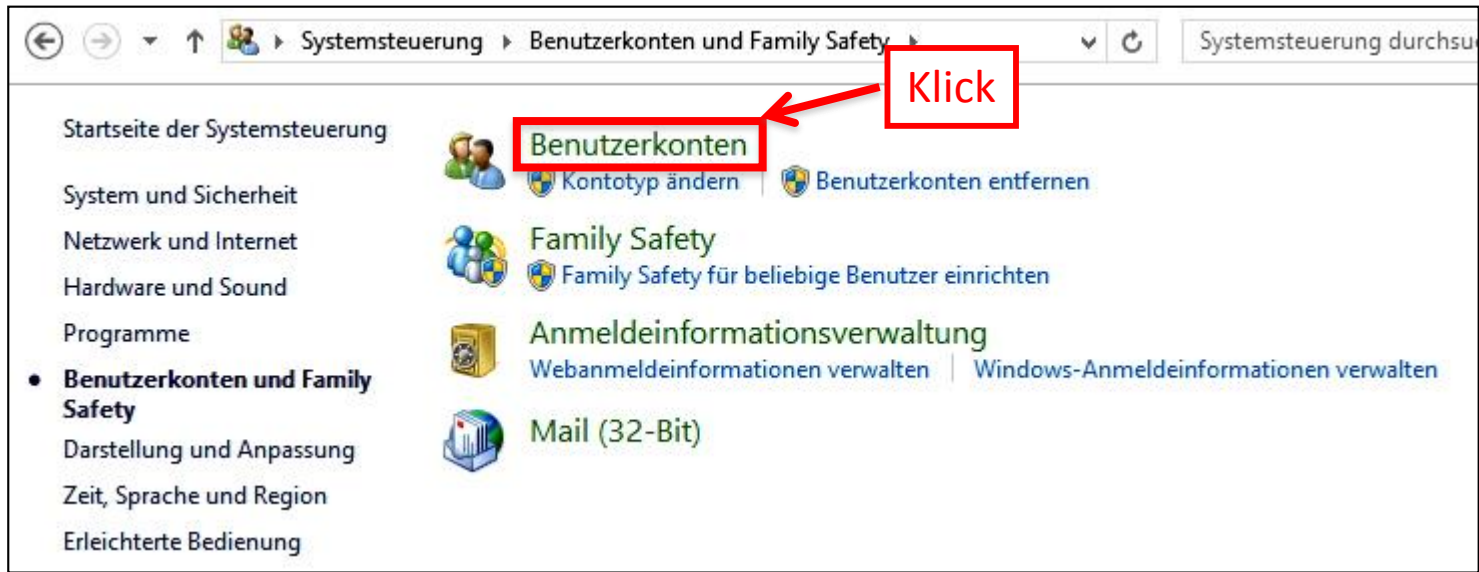 Systemsteuerung Benutzerkonten und Family Safety Systemsteuerung durchsu
Klick
Startseite der Systemsteuerung
System und Sicherheit
Netzwerk und Internet
Hardware und Sound
Programme
Benutzerkonten und Family
Safety
Darstellung und Anpassung
Zeit, Sprache und Region
Erleichterte Bedienung
Benutzerkonten
Kontotyp ändern Benutzerkonten entfernen
Family Safety
Family Safety für beliebige Benutzer einrichten
Anmeldeinformationsverwaltung
Webanmeldeinformationen verwalten Windows-Anmeldeinformationen verwalten
Mail (32-Bit)